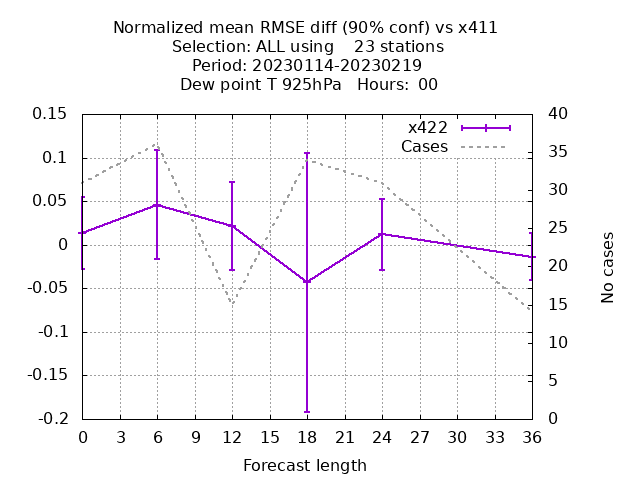 Normalized mean RMSE diff (90% conf) vs x411
Selection: ALL using    23 stations
Period: 20230114-20230219
Dew point T 925hPa   Hours:  00
0.15
0.1
0.05
0
-0.05
-0.1
-0.15
-0.2
x422
Cases
40
35
30
25
20
15
10
5
0
No cases
0 3 6 9 12 15 18 21 24 27 30 33 36
Forecast length